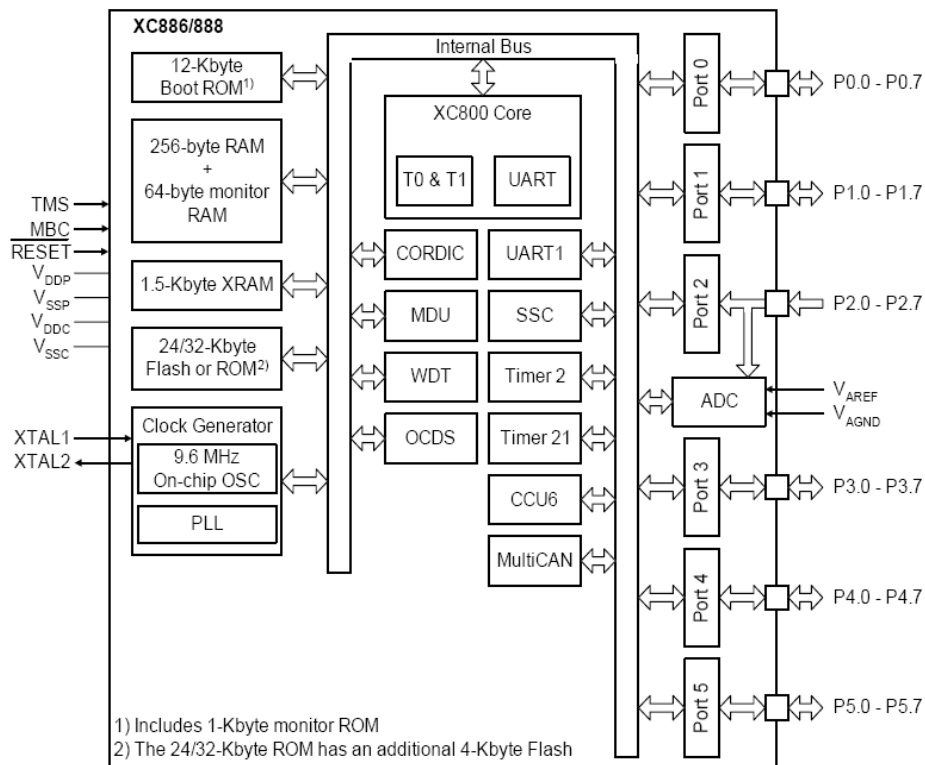 XC886/888
Internal Bus
12-Kbyte
Boot ROM1)
256-byte RAM
+
64-byte monitor
RAM
1.5-Kbyte XRAM
24/32-Kbyte
Flash or ROM2)
Clock Generator
9.6 MHz
On-chip OSC
PLL
TMS
MBC
RESET
VDDP
VSSP
VDDC
VSSC
XTAL1
XTAL2
XC800 Core
T0 & T1
UART
CORDIC
UART1
MDU
SSC
WDT
Timer 2
OCDS
Timer 21
CCU6
MultiCAN
Port 0
P0.0 - P0.7
Port 1
P1.0 - P1.7
Port 2
P2.0 - P2.7
ADC
VAREF
VAGND
Port 3
P3.0 - P3.7
Port 4
P4.0 - P4.7
Port 5
P5.0 - P5.7
1) Includes 1-Kbyte monitor ROM
2) The 24/32-Kbyte ROM has an additional 4-Kbyte Flash